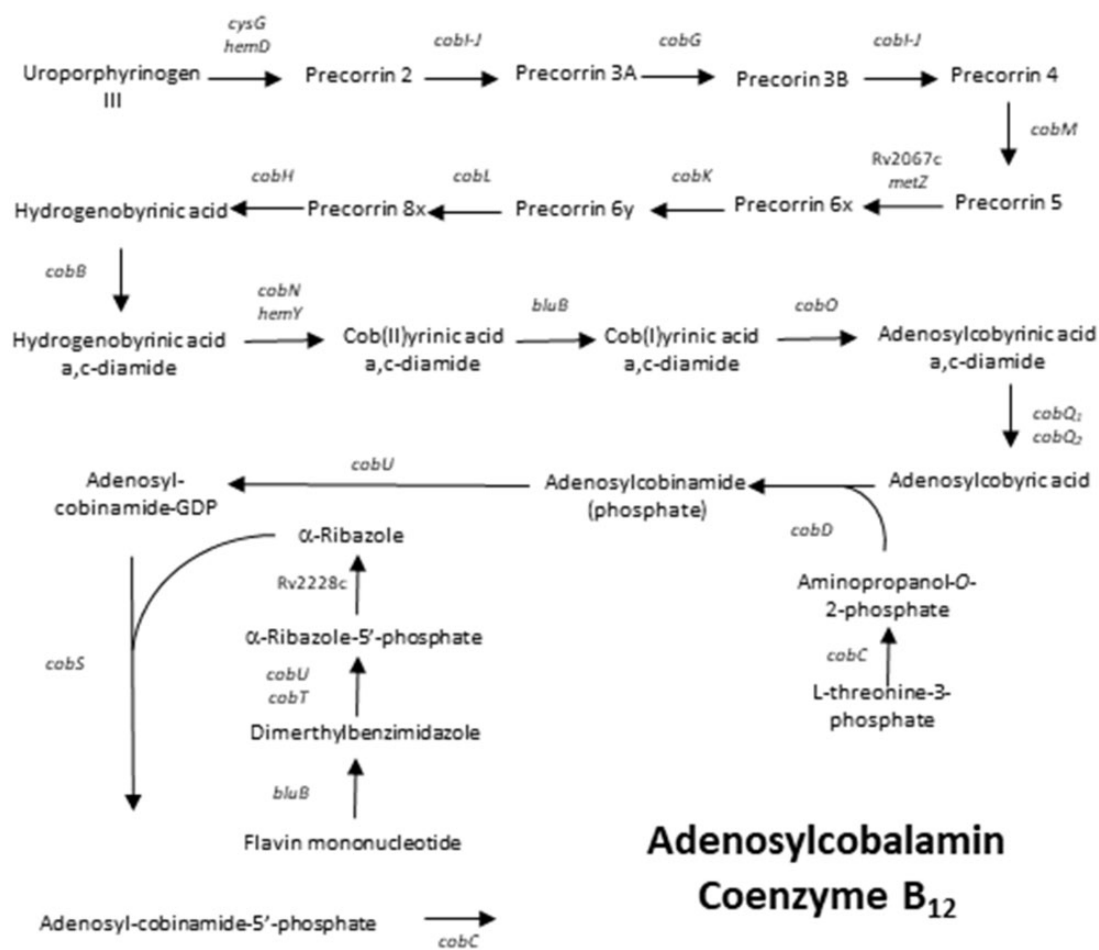 cysG
hemD
cobI-J
cobG
cobI-J
Uroporphyrinogen
III
Precorrin 2
Precorrin 3A
Precorin 3B
Precorrin 4
cobM
Rv2067c
metZ
cobK
cobL
cobH
Hydrogenobyrinic acid
Precorrin 8x
Precorrin 6y
Precorrin 6x
Precorrin 5
cobB
cobN
hemY
bluB
cobO
Hydrogenobyrinic acid
a,c-diamide
Cob(II)yrinic acid
a,c-diamide
Cob(I)yrinic acid
a,c-diamide
Adenosylcobyrinic acid
a,c-diamide
cobQ₁
cobQ₂
cobU
Adenosyl-
cobinamide-GDP
Adenosylcobinamide
(phosphate)
Adenosylcobyric acid
cobD
α-Ribazole
Rv2228c
Aminopropanol-O-
2-phosphate
α-Ribazole-5'-phosphate
cobS
cobU
cobT
cobC
L-threonine-3-
phosphate
Dimerthylbenzimidazole
bluB
Flavin mononucleotide
Adenosylcobalamin
Coenzyme B₁₂
Adenosyl-cobinamide-5'-phosphate
cobC